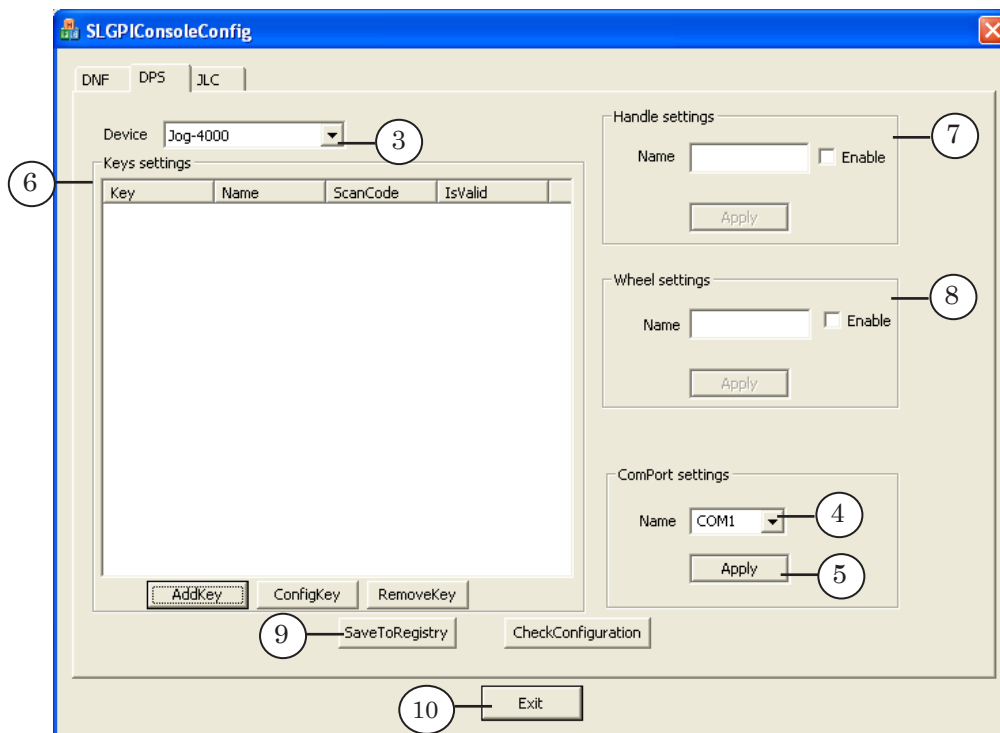 SLGPIConsoleConfig
DNF DPS JLC
Device Jog-4000
3
Keys settings
6
Key Name ScanCode IsValid
AddKey ConfigKey RemoveKey
Handle settings
7
Name Enable
Apply
Wheel settings
8
Name Enable
Apply
ComPort settings
Name COM1
4
Apply
5
9
SaveToRegistry CheckConfiguration
10
Exit